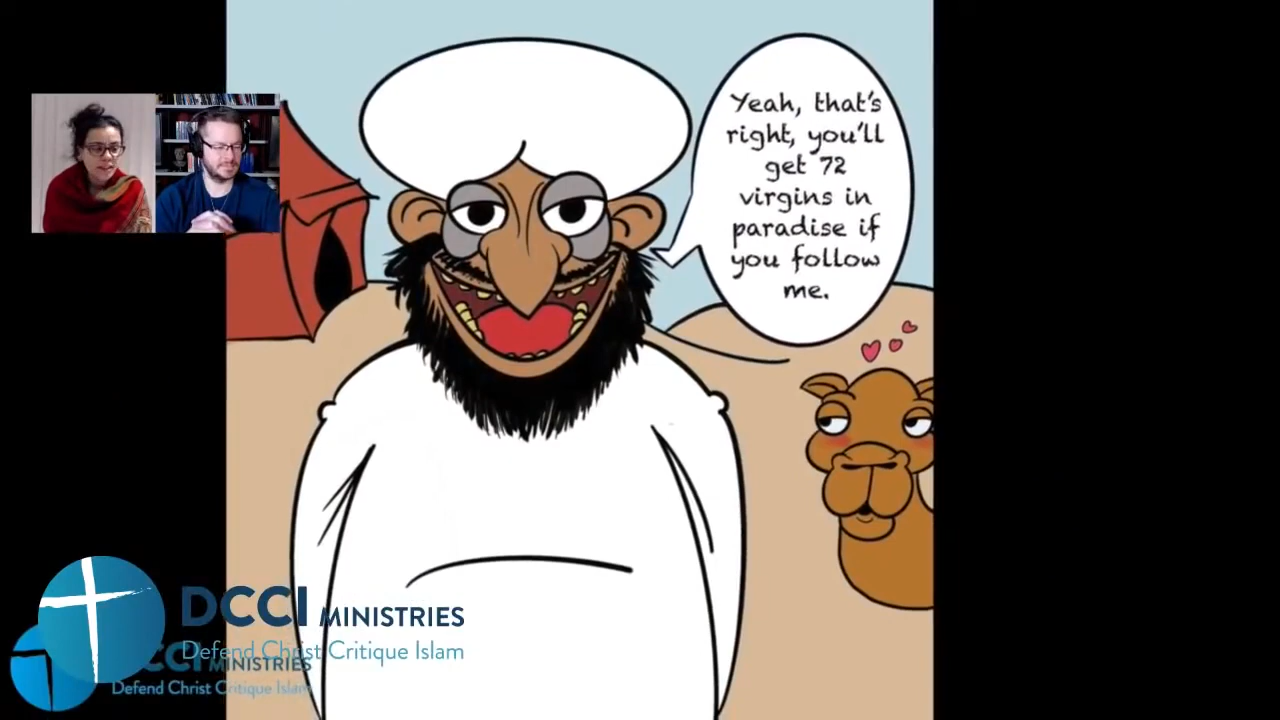 Yeah, that's
right, you'll
get 72
virgins in
paradise if
you follow
me.
DCCI MINISTRIES
Defend Christ Critique Islam
CCI MINISTRIES
Defend Christ Critique Islam